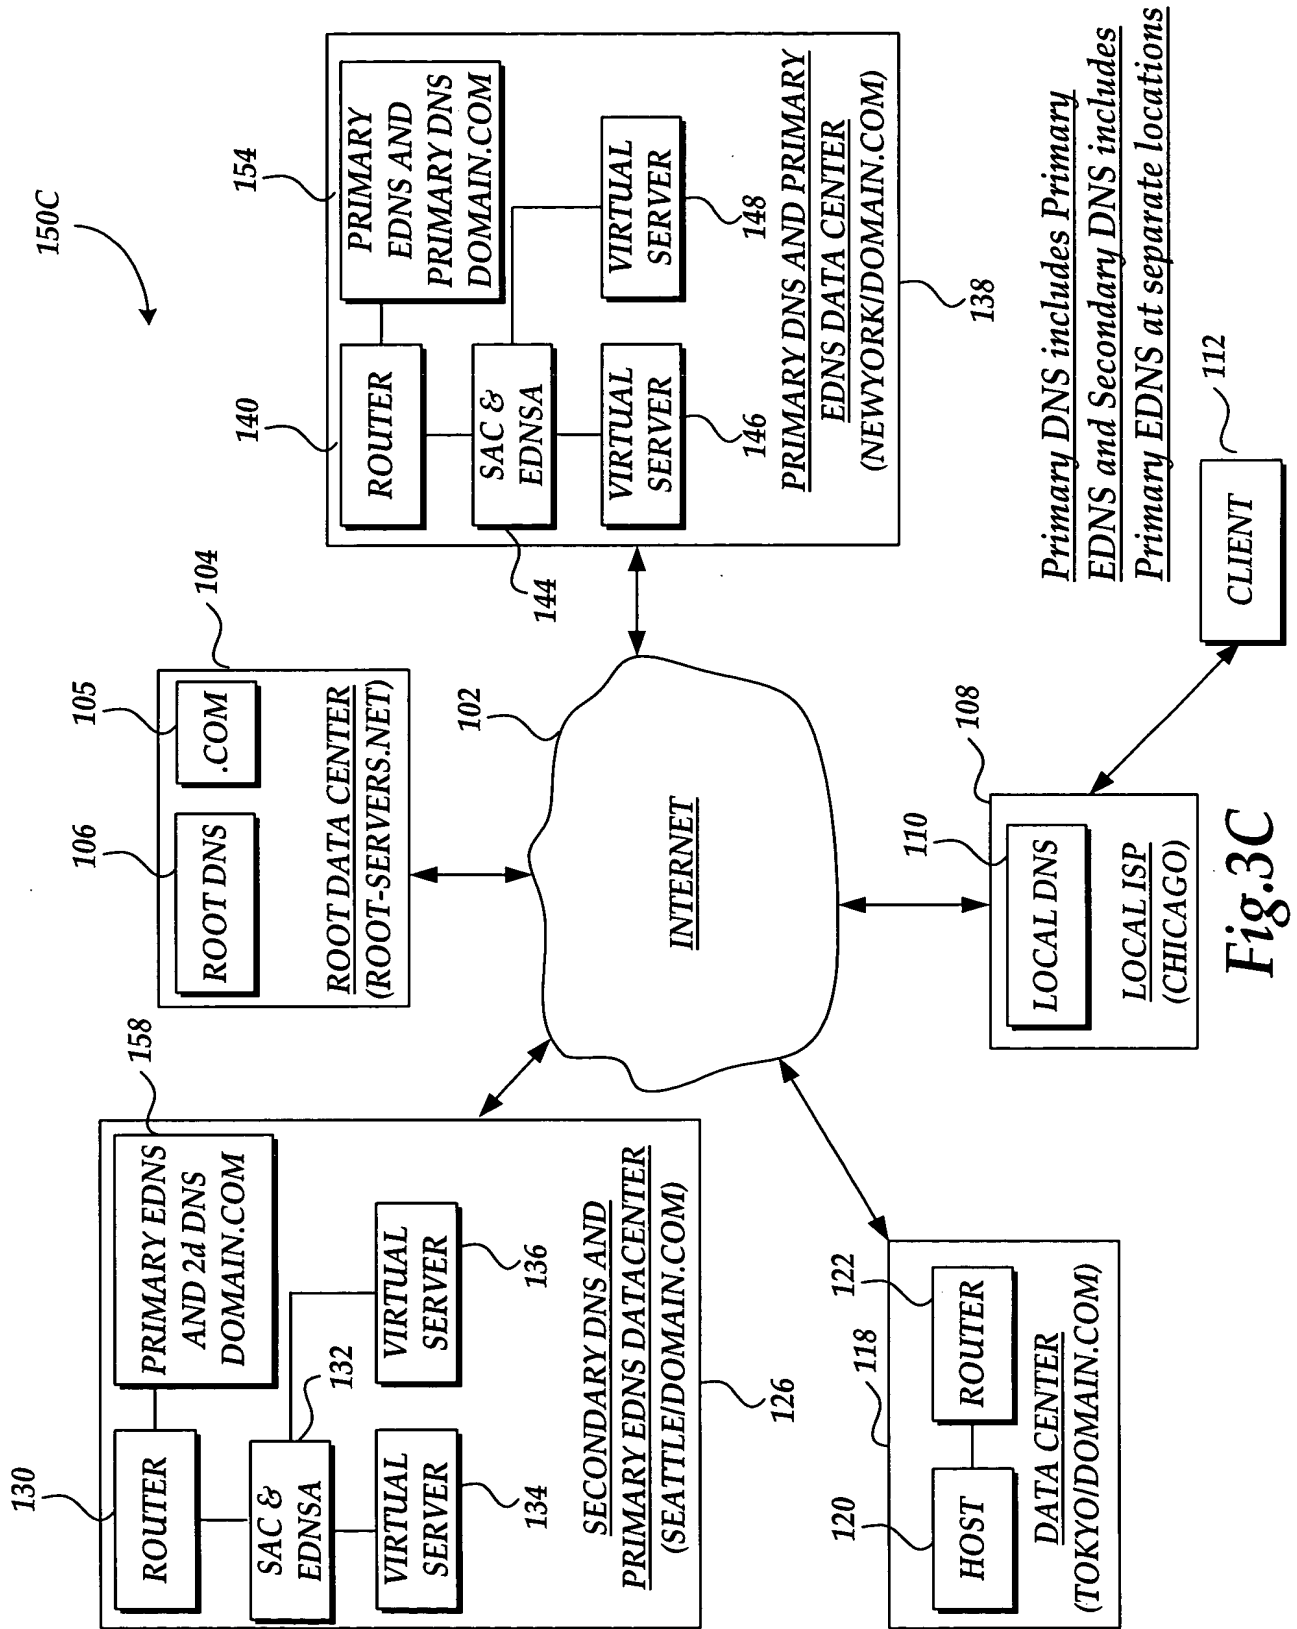 150C
130
158
ROUTER
PRIMARY EDNS
AND 2d DNS
DOMAIN.COM
SAC &
EDNSA
132
VIRTUAL
SERVER
134
VIRTUAL
SERVER
136
SECONDARY DNS AND
PRIMARY EDNS DATACENTER
(SEATTLE/DOMAIN.COM)
126
106
105
104
ROOT DNS
.COM
ROOT DATA CENTER
(ROOT-SERVERS.NET)
140
154
ROUTER
PRIMARY
EDNS AND
PRIMARY DNS
DOMAIN.COM
SAC &
EDNSA
144
VIRTUAL
SERVER
146
VIRTUAL
SERVER
148
PRIMARY DNS AND PRIMARY
EDNS DATA CENTER
(NEWYORK/DOMAIN.COM)
138
102
INTERNET
120
118
122
HOST
ROUTER
DATA CENTER
(TOKYO/DOMAIN.COM)
110
108
LOCAL DNS
LOCAL ISP
(CHICAGO)
112
CLIENT
Primary DNS includes Primary
EDNS and Secondary DNS includes
Primary EDNS at separate locations
Fig.3C